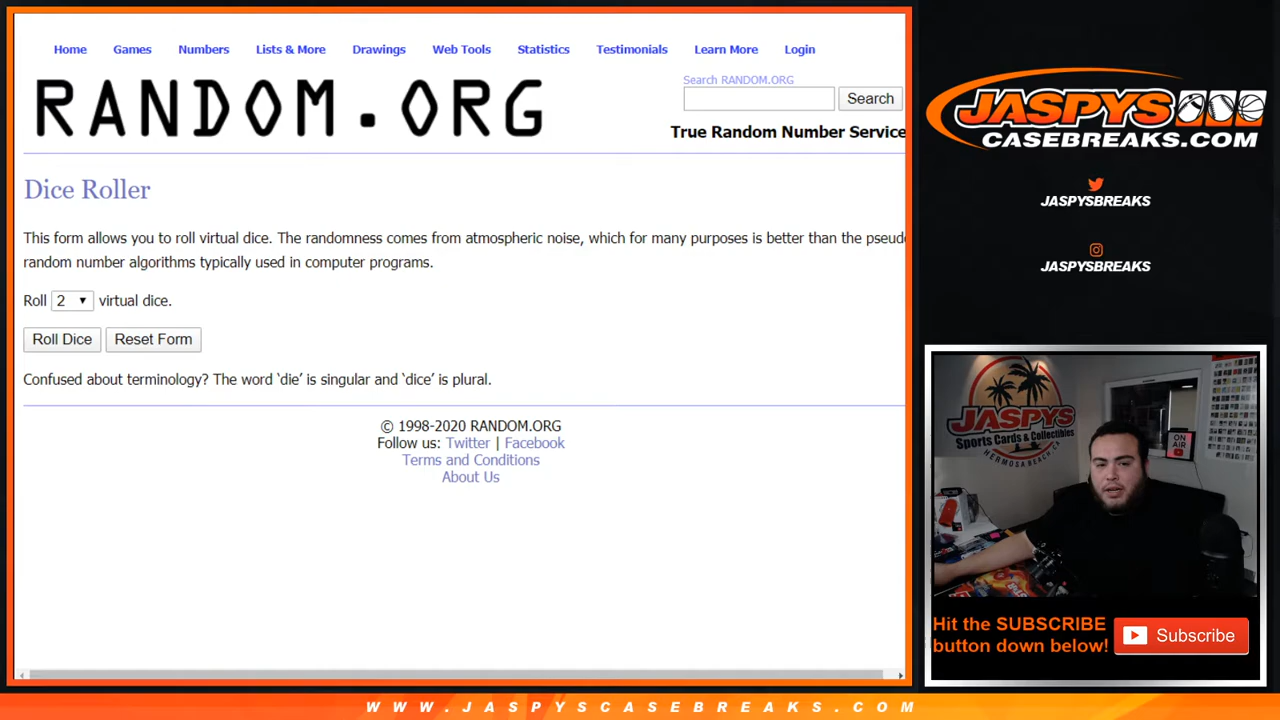 Home Games Numbers Lists & More Drawings Web Tools Statistics Testimonials Learn More Login
RANDOM.ORG
Search RANDOM.ORG
Search
True Random Number Service
Dice Roller
This form allows you to roll virtual dice. The randomness comes from atmospheric noise, which for many purposes is better than the pseudo
random number algorithms typically used in computer programs.
Roll 2 virtual dice.
Roll Dice Reset Form
Confused about terminology? The word ‘die’ is singular and ‘dice’ is plural.
© 1998-2020 RANDOM.ORG
Follow us: Twitter | Facebook
Terms and Conditions
About Us
JASPYS
CASEBREAKS.COM
JASPYSBREAKS
JASPYSBREAKS
JASPYS
Sports Cards & Collectibles
HERMOSA BEACH CA
ON
AIR
Hit the SUBSCRIBE
button down below!
Subscribe
WWW.JASPYSCASEBREAKS.COM